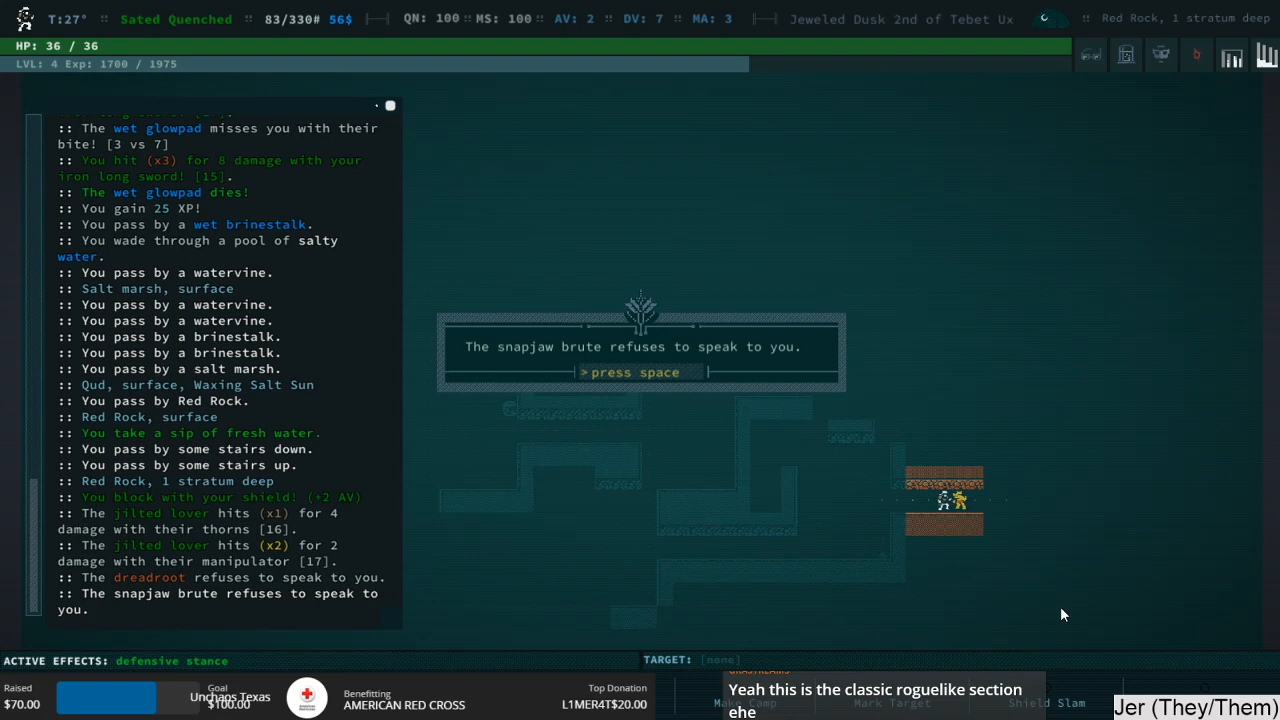 T:27° :: Sated Quenched :: 83/330# 56$ QN: 100 :: MS: 100 :: AV: 2 :: DV: 7 :: MA: 3 Jeweled Dusk 2nd of Tebet Ux :: Red Rock, 1 stratum deep
HP: 36 / 36
LVL: 4 Exp: 1700 / 1975
:: The wet glowpad misses you with their
bite! [3 vs 7]
:: You hit (x3) for 8 damage with your
iron long sword! [15].
:: The wet glowpad dies!
:: You gain 25 XP!
:: You pass by a wet brinestalk.
:: You wade through a pool of salty
water.
:: You pass by a watervine.
:: Salt marsh, surface
:: You pass by a watervine.
:: You pass by a watervine.
:: You pass by a brinestalk.
:: You pass by a brinestalk.
:: You pass by a salt marsh.
:: Qud, surface, Waxing Salt Sun
:: You pass by Red Rock.
:: Red Rock, surface
:: You take a sip of fresh water.
:: You pass by some stairs down.
:: You pass by some stairs up.
:: Red Rock, 1 stratum deep
:: You block with your shield! (+2 AV)
:: The jilted lover hits (x1) for 4
damage with their thorns [16].
:: The jilted lover hits (x2) for 2
damage with their manipulator [17].
:: The dreadroot refuses to speak to you.
:: The snapjaw brute refuses to speak to
you.
The snapjaw brute refuses to speak to you.
>press space
ACTIVE EFFECTS: defensive stance
TARGET: [none]
Raised
$70.00
Goal
$100.00
Unchaps Texas
Benefitting
AMERICAN RED CROSS
Top Donation
L1MER4T$20.00
Yeah this is the classic roguelike section
ehe
Make Camp
Mark Target
Shield Slam
Jer (They/Them)